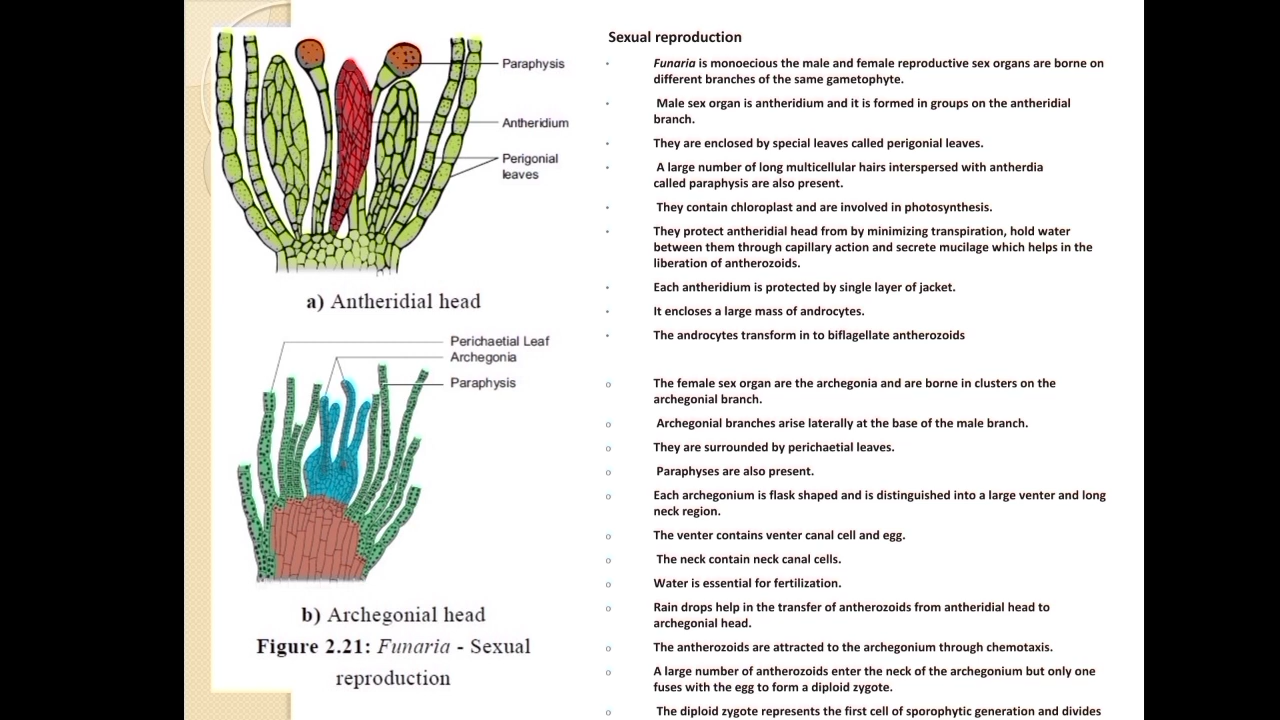 Paraphysis
Antheridium
Perigonial
leaves
a) Antheridial head
Perichaetial Leaf
Archegonia
Paraphysis
b) Archegonial head
Figure 2.21: Funaria - Sexual
reproduction
Sexual reproduction
Funaria is monoecious the male and female reproductive sex organs are borne on
different branches of the same gametophyte.
Male sex organ is antheridium and it is formed in groups on the antheridial
branch.
They are enclosed by special leaves called perigonial leaves.
A large number of long multicellular hairs interspersed with antherdia
called paraphysis are also present.
They contain chloroplast and are involved in photosynthesis.
They protect antheridial head from by minimizing transpiration, hold water
between them through capillary action and secrete mucilage which helps in the
liberation of antherozoids.
Each antheridium is protected by single layer of jacket.
It encloses a large mass of androcytes.
The androcytes transform in to biflagellate antherozoids
The female sex organ are the archegonia and are borne in clusters on the
archegonial branch.
Archegonial branches arise laterally at the base of the male branch.
They are surrounded by perichaetial leaves.
Paraphyses are also present.
Each archegonium is flask shaped and is distinguished into a large venter and long
neck region.
The venter contains venter canal cell and egg.
The neck contain neck canal cells.
Water is essential for fertilization.
Rain drops help in the transfer of antherozoids from antheridial head to
archegonial head.
The antherozoids are attracted to the archegonium through chemotaxis.
A large number of antherozoids enter the neck of the archegonium but only one
fuses with the egg to form a diploid zygote.
The diploid zygote represents the first cell of sporophytic generation and divides